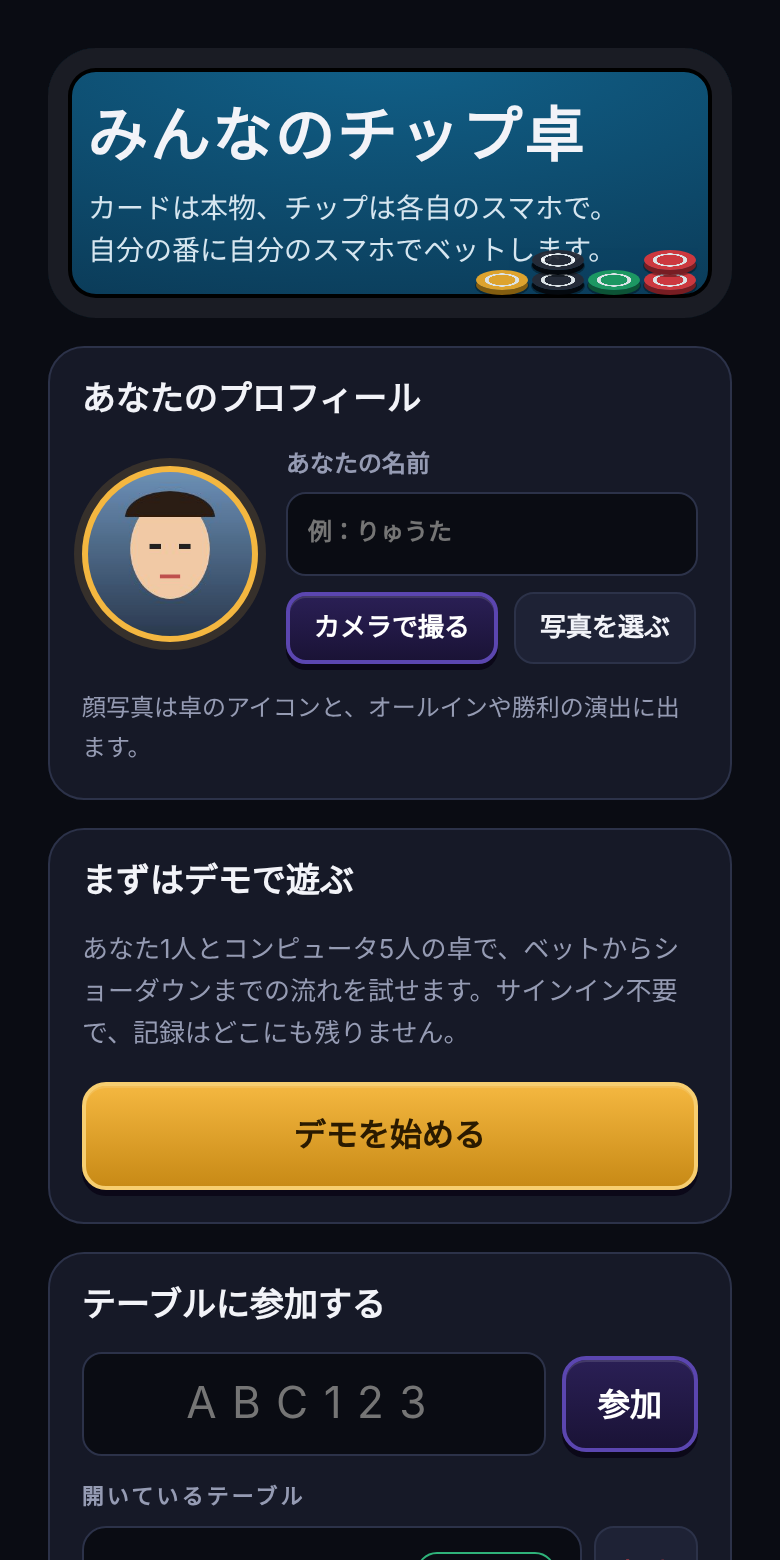 みんなのチップ卓
カードは本物、チップは各自のスマホで。
自分の番に自分のスマホでベットします。
あなたのプロフィール
あなたの名前
例：りゅうた
カメラで撮る
写真を選ぶ
顔写真は卓のアイコンと、オールインや勝利の演出に出
ます。
まずはデモで遊ぶ
あなた1人とコンピュータ5人の卓で、ベットからシ
ョーダウンまでの流れを試せます。サインイン不要
で、記録はどこにも残りません。
デモを始める
テーブルに参加する
ABC123
参加
開いているテーブル